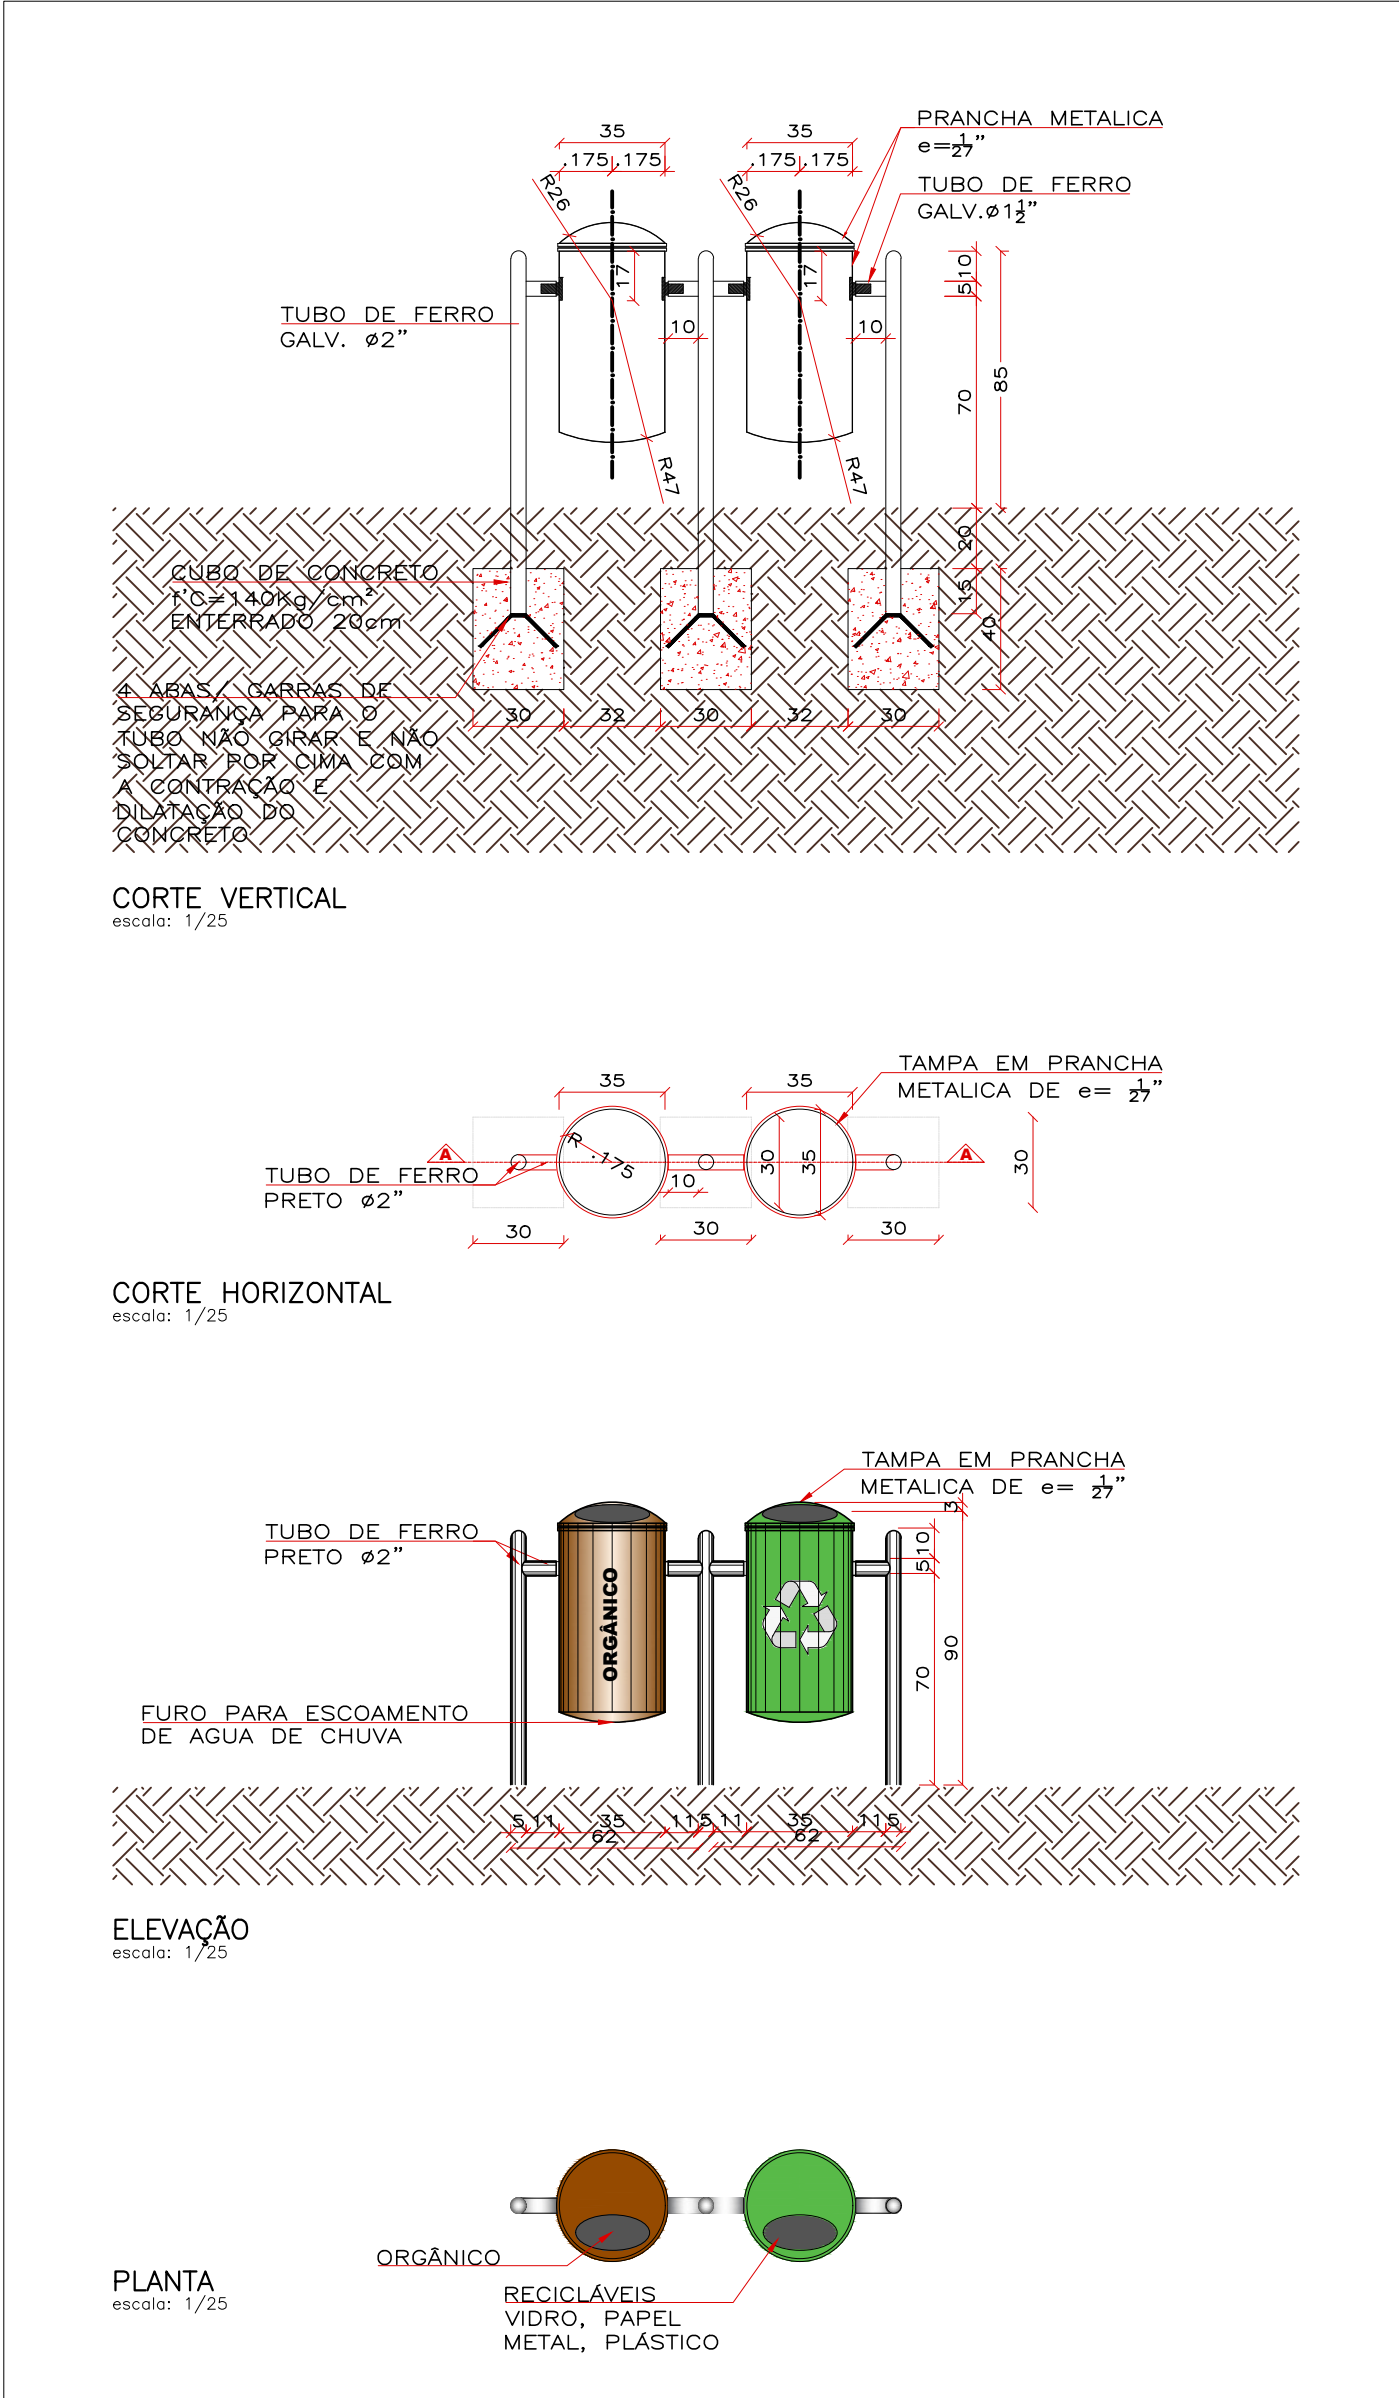 35
35
PRANCHA METALICA
e=1/27"
.175 .175
.175 .175
R26
R26
TUBO DE FERRO
GALV.ø1 1/2"
17
17
10
5
TUBO DE FERRO
GALV. ø2"
10
10
85
70
R47
R47
20
CUBO DE CONCRETO
f'C=140Kg/cm²
ENTERRADO 20cm
15
40
4 ABAS/ GARRAS DE
SEGURANÇA PARA O
TUBO NÃO GIRAR E NÃO
SOLTAR POR CIMA COM
A CONTRAÇÃO E
DILATAÇÃO DO
CONCRETO
30 32 30 32 30
CORTE VERTICAL
escala: 1/25
TAMPA EM PRANCHA
METALICA DE e= 1/27"
35
35
R .175
A
A
30
35
30
TUBO DE FERRO
PRETO ø2"
10
30
30
30
CORTE HORIZONTAL
escala: 1/25
TAMPA EM PRANCHA
METALICA DE e= 1/27"
3
TUBO DE FERRO
PRETO ø2"
10
5
ORGÂNICO
90
70
FURO PARA ESCOAMENTO
DE AGUA DE CHUVA
5 11 35 11 5 11 35 11 5
62 62
ELEVAÇÃO
escala: 1/25
ORGÂNICO
PLANTA
escala: 1/25
RECICLÁVEIS
VIDRO, PAPEL
METAL, PLÁSTICO